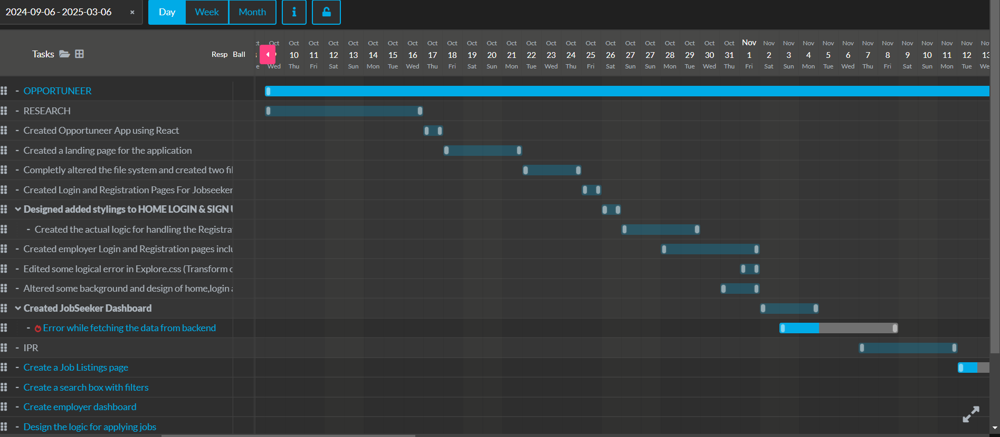 2024-09-06 - 2025-03-06 × Day Week Month
Tasks Resp Ball
ct Oct Oct Oct Oct Oct Oct Oct Oct Oct Oct Oct Oct Oct Oct Oct Oct Oct Oct Oct Oct Oct Oct Oct Oct Nov Nov Nov Nov Nov Nov Nov Nov Nov Nov Nov Nov No
10 11 12 13 14 15 16 17 18 19 20 21 22 23 24 25 26 27 27 28 29 30 31 1 2 3 4 5 6 7 8 9 10 11 12 13
e Wed Thu Fri Sat Sun Mon Tue Wed Thu Fri Sat Sun Mon Tue Wed Thu Fri Sat Sun Sun Mon Tue Wed Thu Fri Sat Sun Mon Tue Wed Thu Fri Sat Sun Mon Tue We
- OPPORTUNEER
- RESEARCH
- Created Opportuneer App using React
- Created a landing page for the application
- Completly altered the file system and created two fil
- Created Login and Registration Pages For Jobseeker
Designed added stylings to HOME LOGIN & SIGN U
- Created the actual logic for handling the Registra
- Created employer Login and Registration pages inclu
- Edited some logical error in Explore.css (Transform c
- Altered some background and design of home,login a
Created JobSeeker Dashboard
- Error while fetching the data from backend
- IPR
- Create a Job Listings page
- Create a search box with filters
- Create employer dashboard
- Design the logic for applying jobs